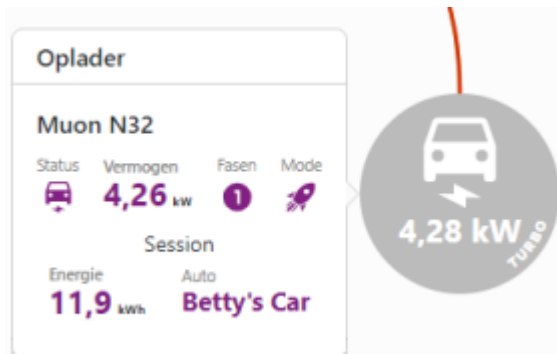 Oplader
Muon N32
Status Vermogen Fasen Mode
4,26 kW 1
Session
Energie Auto
11,9 kWh Betty's Car
4,28 kW
TURBO